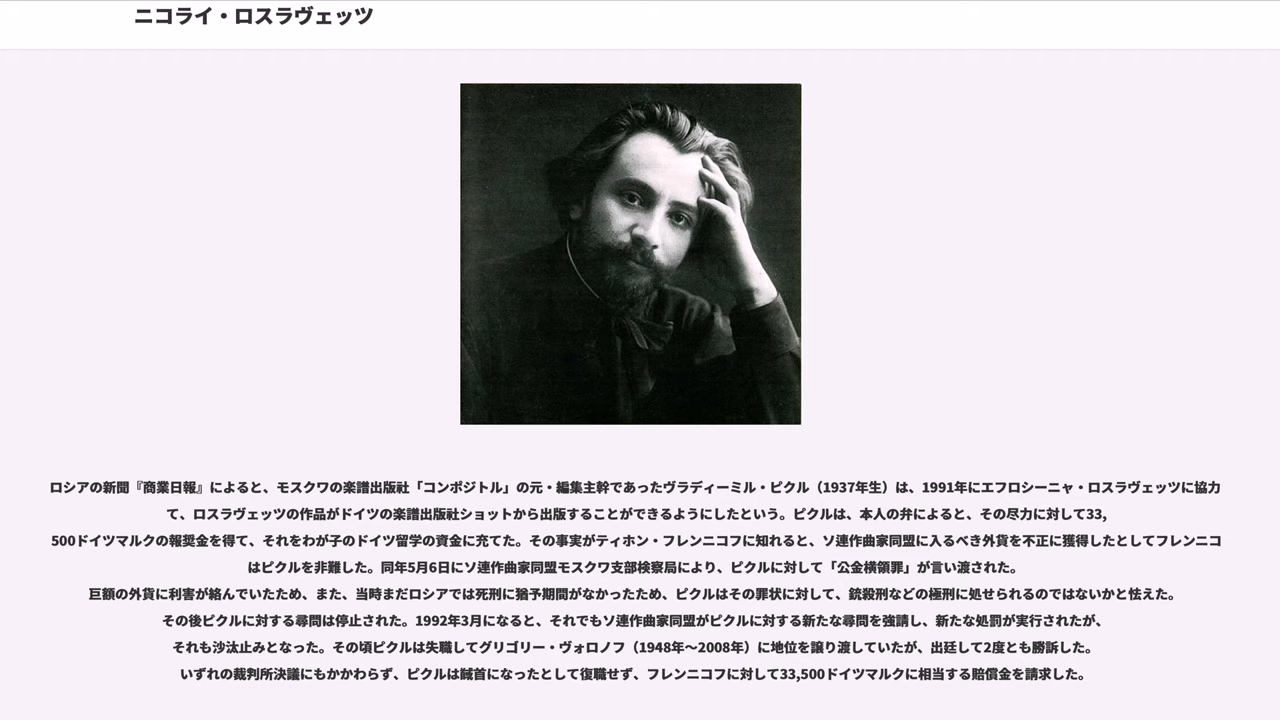 ニコライ・ロスラヴェッツ
ロシアの新聞『商業日報』によると、モスクワの楽譜出版社「コンポジトル」の元・編集主幹であったヴラディーミル・ピクル（1937年生）は、1991年にエフロシーニャ・ロスラヴェッツに協力
て、ロスラヴェッツの作品がドイツの楽譜出版社ショットから出版することができるようにしたという。ピクルは、本人の弁によると、その尽力に対して33,
500ドイツマルクの報奨金を得て、それをわが子のドイツ留学の資金に充てた。その事実がティホン・フレンニコフに知れると、ソ連作曲家同盟に入るべき外貨を不正に獲得したとしてフレンニコ
はピクルを非難した。同年5月6日にソ連作曲家同盟モスクワ支部検察局により、ピクルに対して「公金横領罪」が言い渡された。
巨額の外貨に利害が絡んでいたため、また、当時まだロシアでは死刑に猶予期間がなかったため、ピクルはその罪状に対して、銃殺刑などの極刑に処せられるのではないかと怯えた。
その後ピクルに対する尋問は停止された。1992年3月になると、それでもソ連作曲家同盟がピクルに対する新たな尋問を強請し、新たな処罰が実行されたが、
それも沙汰止みとなった。その頃ピクルは失職してグリゴリー・ヴォロノフ（1948年〜2008年）に地位を譲り渡していたが、出廷して2度とも勝訴した。
いずれの裁判所決議にもかかわらず、ピクルは馘首になったとして復職せず、フレンニコフに対して33,500ドイツマルクに相当する賠償金を請求した。